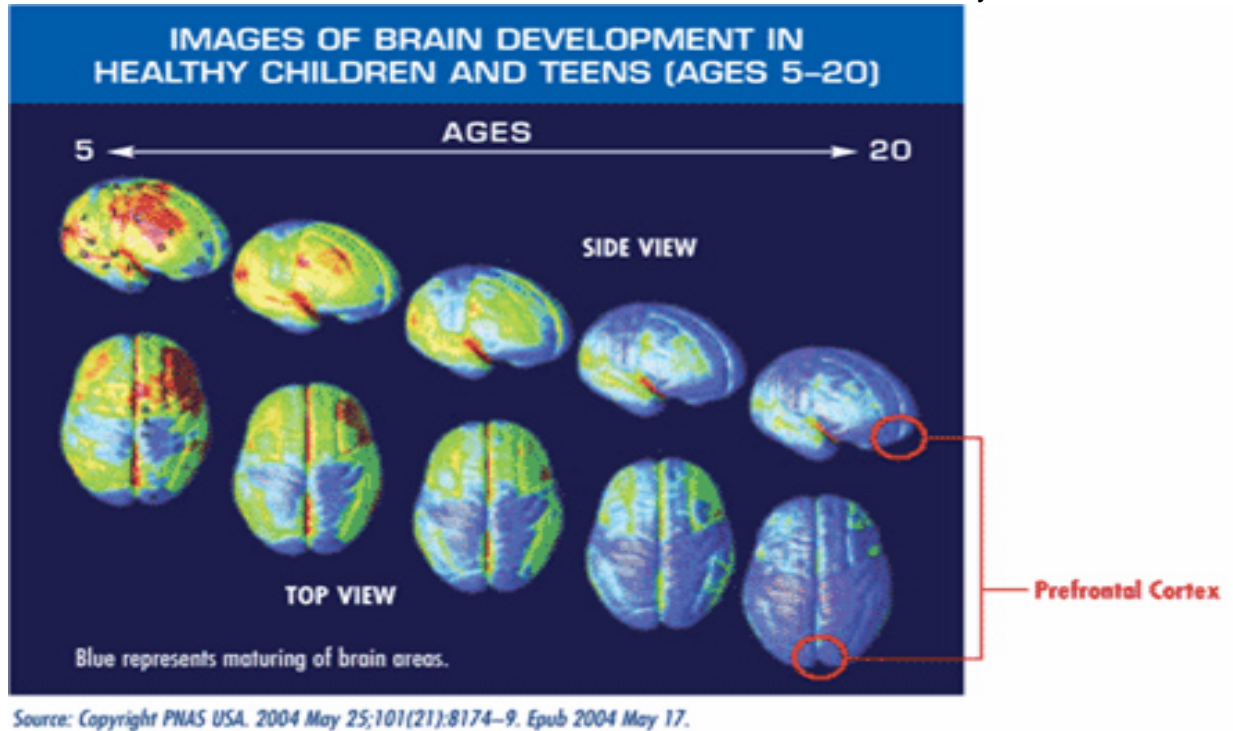 IMAGES OF BRAIN DEVELOPMENT IN
HEALTHY CHILDREN AND TEENS (AGES 5–20)
AGES
5
20
SIDE VIEW
TOP VIEW
Prefrontal Cortex
Blue represents maturing of brain areas.
Source: Copyright PNAS USA. 2004 May 25;101(21):8174–9. Epub 2004 May 17.